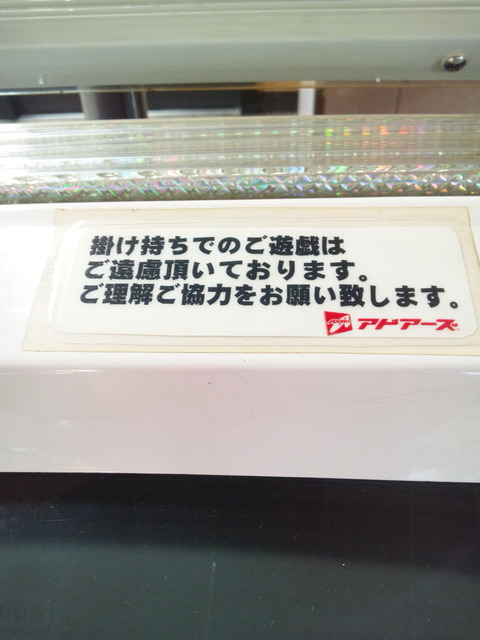 掛け持ちでのご遊戯は
ご遠慮頂いております。
ご理解ご協力をお願い致します。
アドアーズ